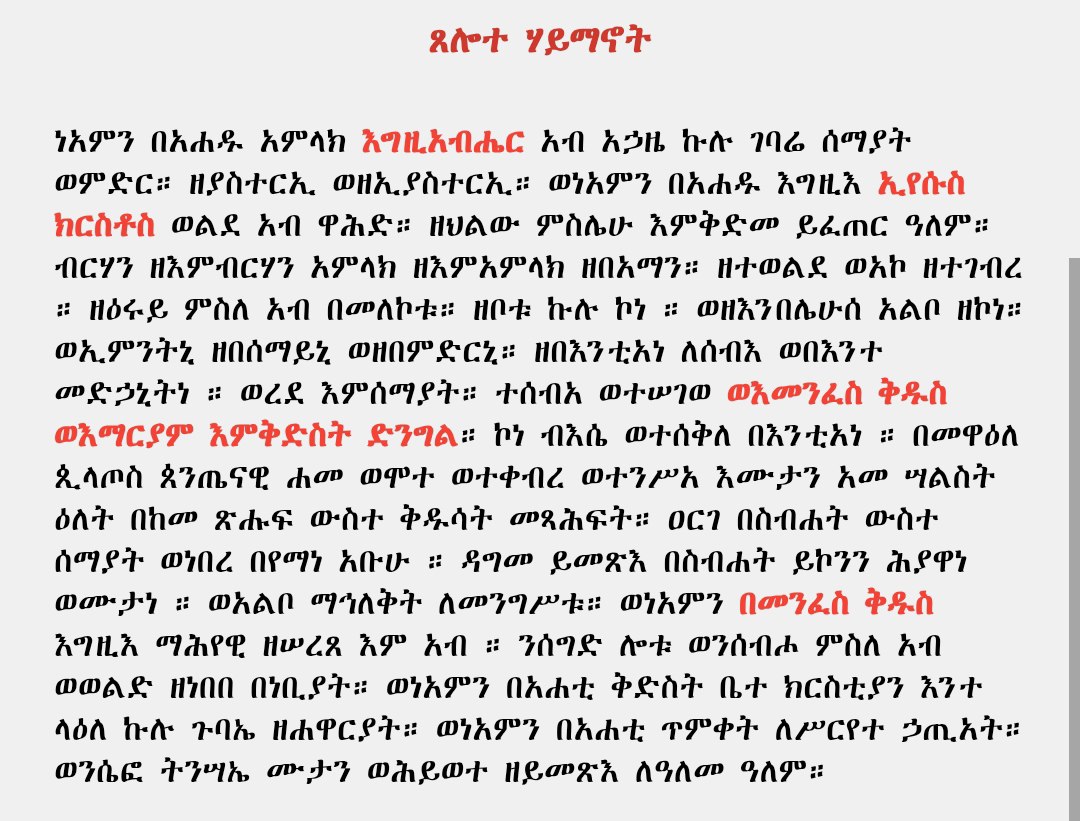 ጸሎተ ሃይማኖት
ነአምን በአሐዱ አምላክ እግዚአብሔር አብ አኃዜ ኩሉ ገባሬ ሰማያት
ወምድር። ዘያስተርኢ ወዘኢያስተርኢ። ወነአምን በአሐዱ እግዚእ ኢየሱስ
ክርስቶስ ወልደ አብ ዋሕድ። ዘህልው ምስሌሁ እምቅድመ ይፈጠር ዓለም።
ብርሃን ዘእምብርሃን አምላክ ዘእምአምላክ ዘበአማን። ዘተወልደ ወአኮ ዘተገብረ
። ዘዕሩይ ምስለ አብ በመለኮቱ። ዘቦቱ ኩሉ ኮነ ። ወዘእንበሌሁሰ አልቦ ዘኮነ።
ወኢምንትኒ ዘበሰማይኒ ወዘበምድርኒ። ዘበእንቲአነ ለሰብእ ወበእንተ
መድኃኒትነ ። ወረደ እምሰማያት። ተሰብአ ወተሠገወ ወእመንፈስ ቅዱስ
ወእማርያም እምቅድስት ድንግል። ኮነ ብእሴ ወተሰቅለ በእንቲአነ ። በመዋዕለ
ጲላጦስ ጰንጤናዊ ሐመ ወሞተ ወተቀብረ ወተንሥአ እሙታን አመ ሣልስት
ዕለት በከመ ጽሑፍ ውስተ ቅዱሳት መጻሕፍት። ዐርገ በስብሐት ውስተ
ሰማያት ወነበረ በየማነ አቡሁ ። ዳግመ ይመጽእ በስብሐት ይኮንን ሕያዋነ
ወሙታነ ። ወአልቦ ማኅለቅት ለመንግሥቱ። ወነአምን በመንፈስ ቅዱስ
እግዚእ ማሕየዊ ዘሠረጸ እም አብ ። ንሰግድ ሎቱ ወንሰብሖ ምስለ አብ
ወወልድ ዘነበበ በነቢያት። ወነአምን በአሐቲ ቅድስት ቤተ ክርስቲያን እንተ
ላዕለ ኩሉ ጉባኤ ዘሐዋርያት። ወነአምን በአሐቲ ጥምቀት ለሥርየተ ኃጢአት።
ወንሴፎ ትንሣኤ ሙታን ወሕይወተ ዘይመጽእ ለዓለመ ዓለም።